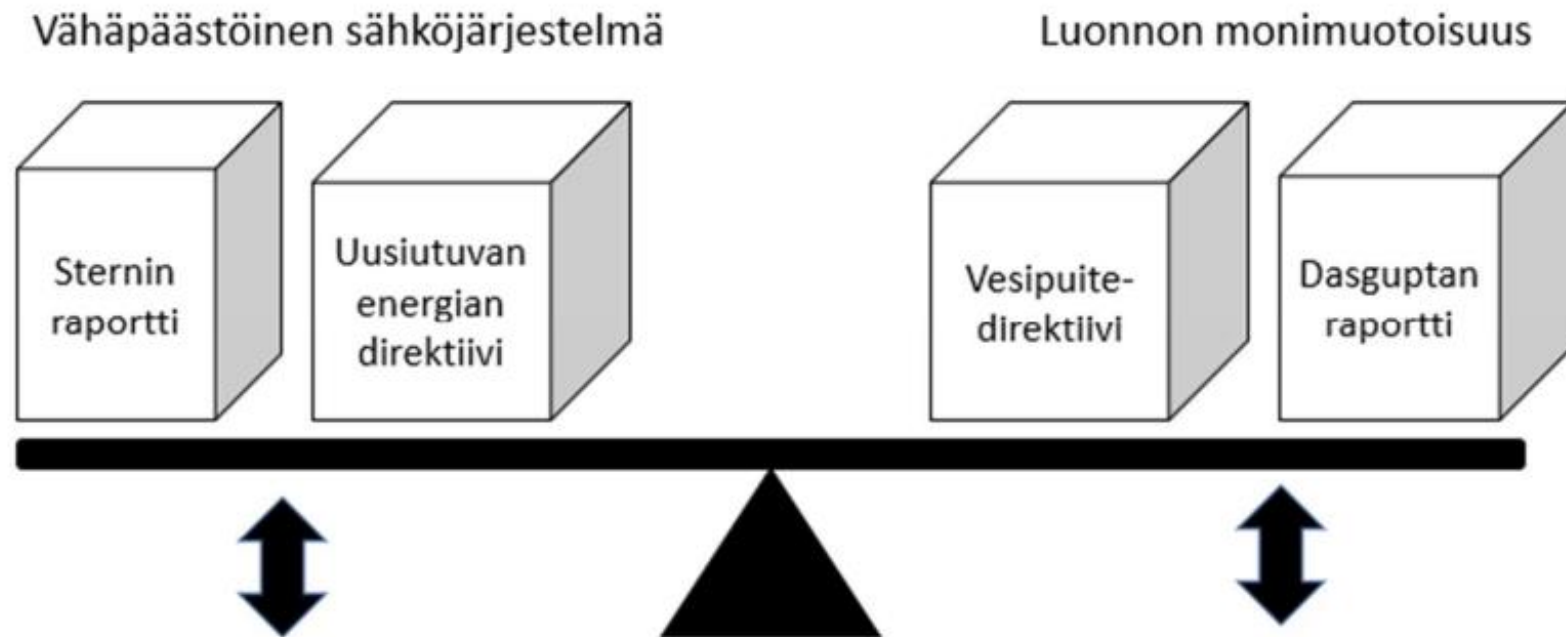 Vähäpäästöinen sähköjärjestelmä
Luonnon monimuotoisuus
Sternin
raportti
Uusiutuvan
energian
direktiivi
Vesipuite-
direktiivi
Dasguptan
raportti